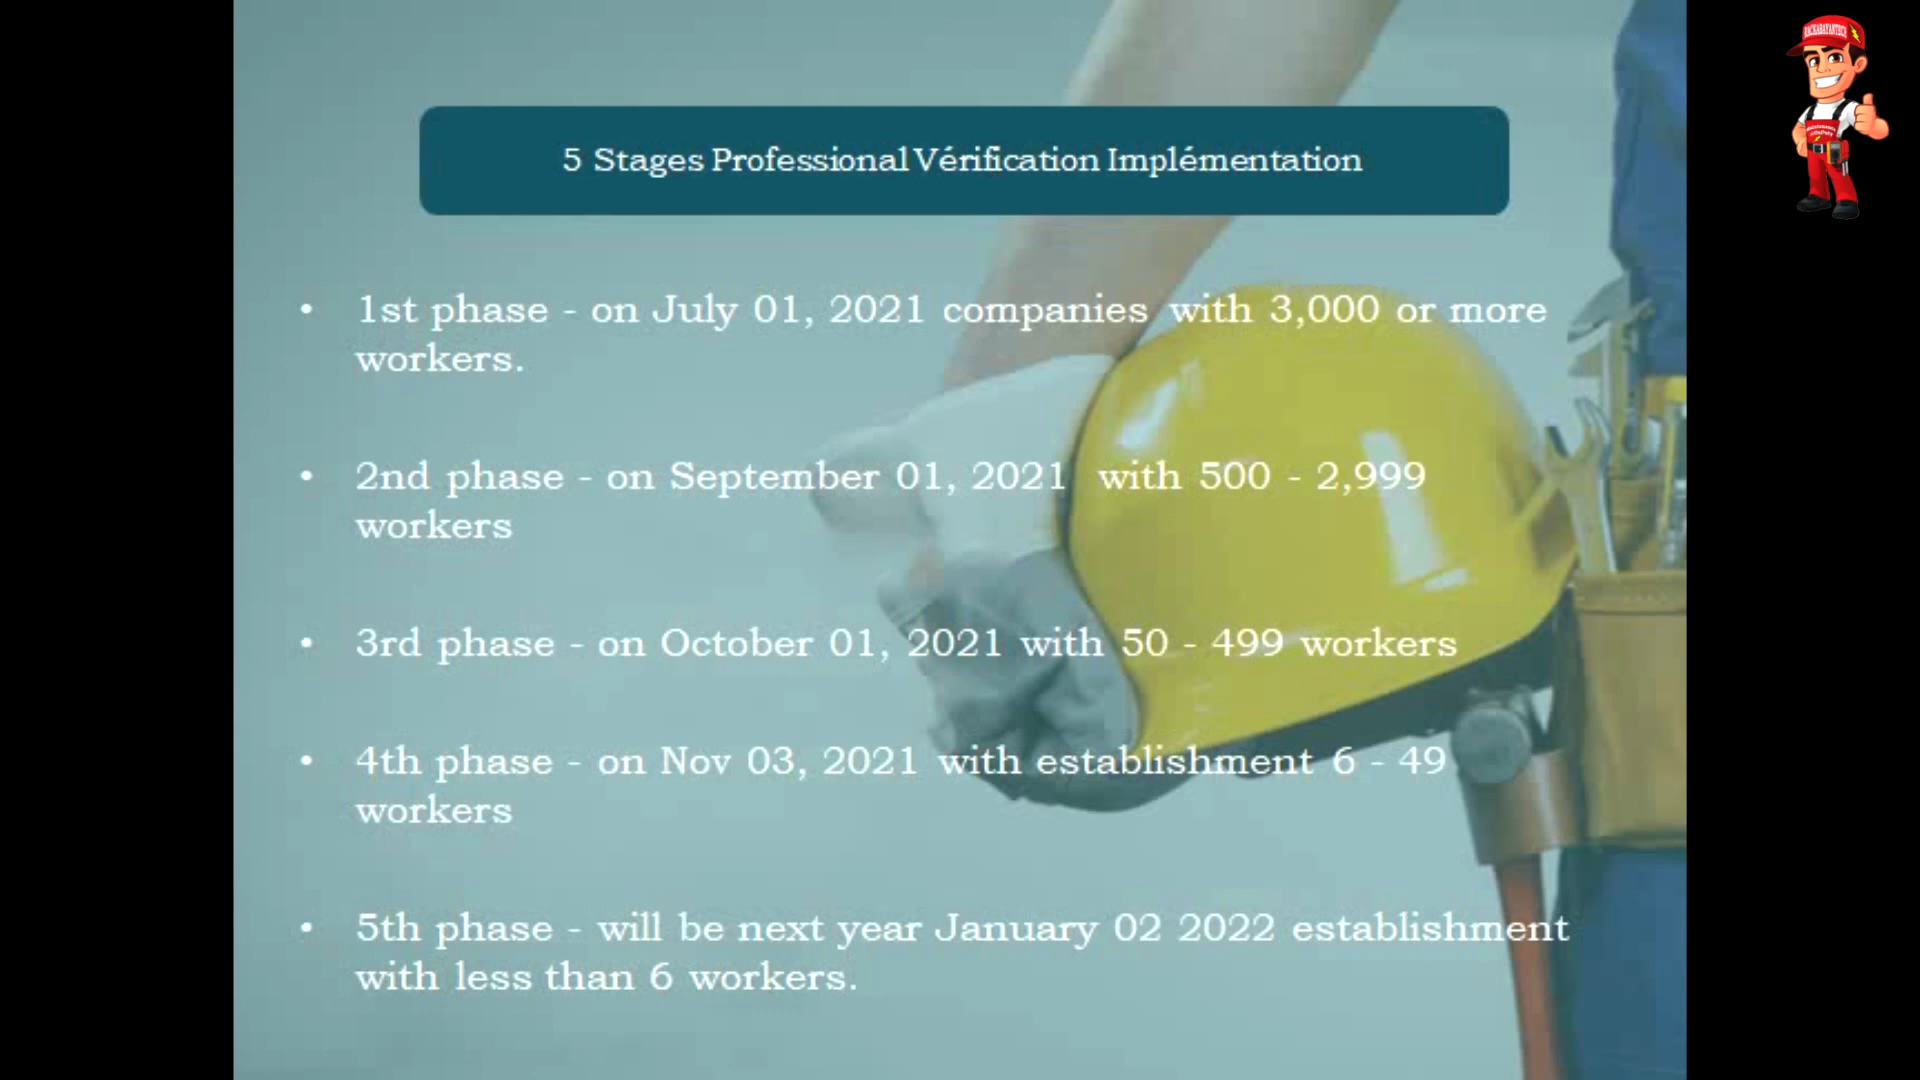 5 Stages Professional Vérification Implémentation
• 1st phase - on July 01, 2021 companies with 3,000 or more
workers.
• 2nd phase - on September 01, 2021 with 500 - 2,999
workers
• 3rd phase - on October 01, 2021 with 50 - 499 workers
• 4th phase - on Nov 03, 2021 with establishment 6 - 49
workers
• 5th phase - will be next year January 02 2022 establishment
with less than 6 workers.